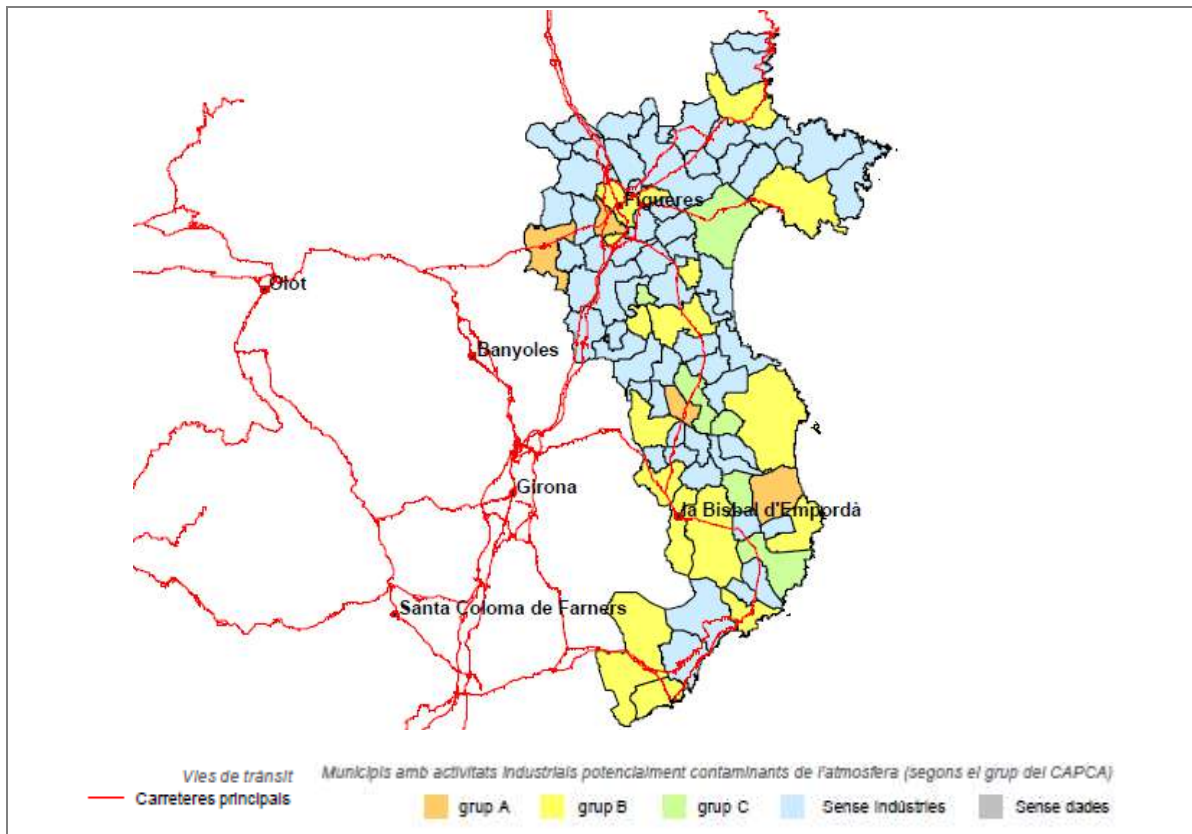 Figueres
Olot
Banyoles
Girona
la Bisbal d'Empordà
Santa Coloma de Farners
Vies de trànsit
Municipis amb activitats industrials potencialment contaminants de l'atmosfera (segons el grup del CAPCA)
Carreteres principals
grup A
grup B
grup C
Sense indústries
Sense dades